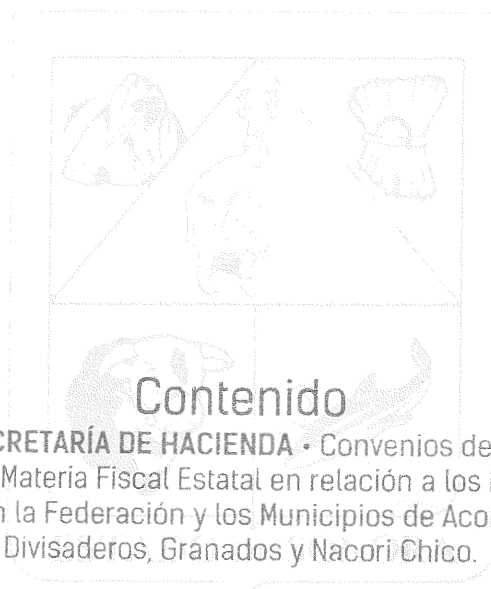 Contenido
CRETARÍA DE HACIENDA • Convenios de
Materia Fiscal Estatal en relación a los
la Federación y los Municipios de Aco
Divisaderos, Granados y Nacori Chico.